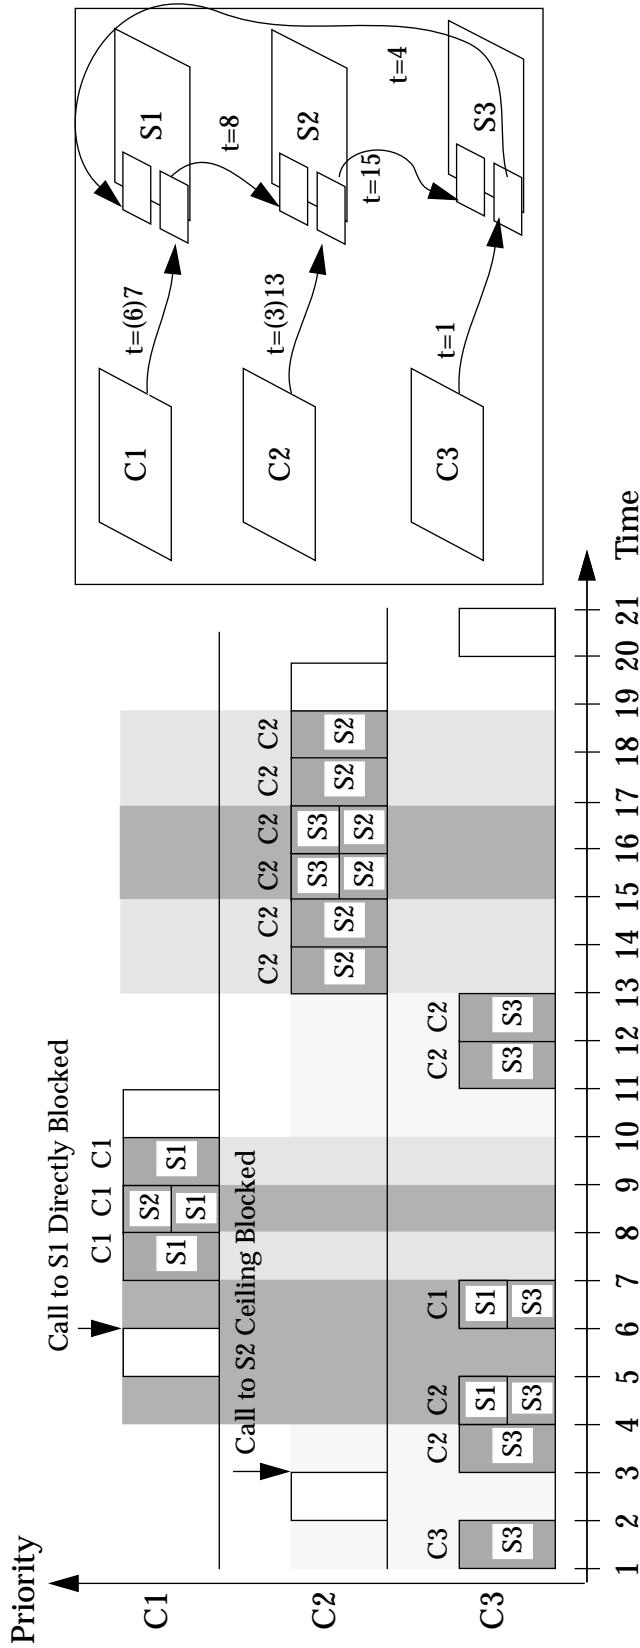 Priority
Call to S1 Directly Blocked
C1 C1 C1
C1
S1 S2 S1
S1
Call to S2 Ceiling Blocked
C2 C2 C2 C2 C2 C2
C2
S2 S2 S3 S3 S2 S2
S2 S2
C3 C2 C2 C1 C2 C2
C3
S3 S3 S1 S1 S3 S3
S3 S3
1 2 3 4 5 6 7 8 9 10 11 12 13 14 15 16 17 18 19 20 21
Time
C1
t=(6)7
S1
t=8
C2
t=(3)13
S2
t=15
t=4
C3
t=1
S3